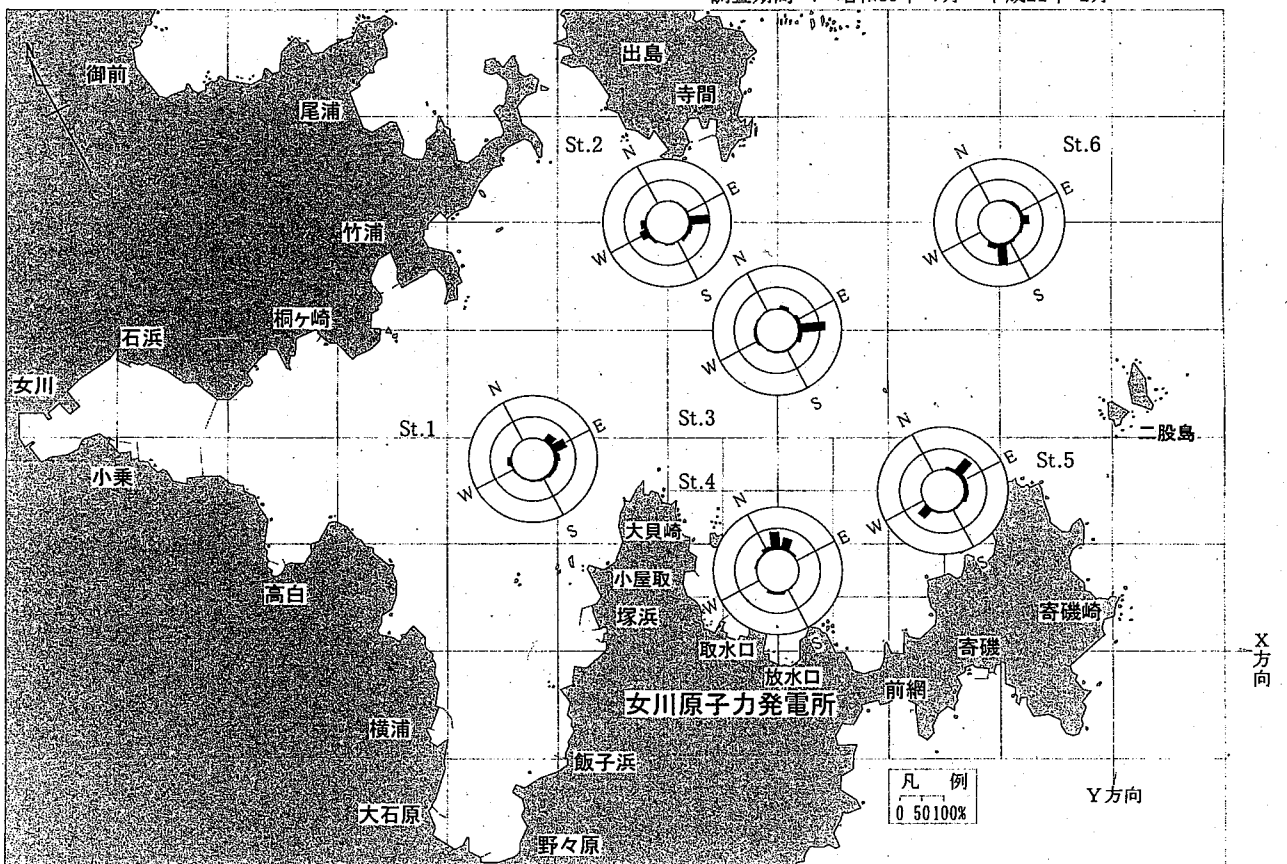 出島
御前
寺間
尾浦
St.2
N
E
W
S
St.6
N
E
W
S
竹浦
N
E
W
S
桐ヶ崎
石浜
女川
St.1
N
E
W
S
St.3
二股島
小乗
St.4
N
E
W
S
St.5
N
E
W
S
大貝崎
小屋取
高白
塚浜
寄磯崎
取水口
寄磯
X方向
放水口
前網
女川原子力発電所
横浦
飯子浜
凡 例
0 50100%
Y方向
大石原
野々原